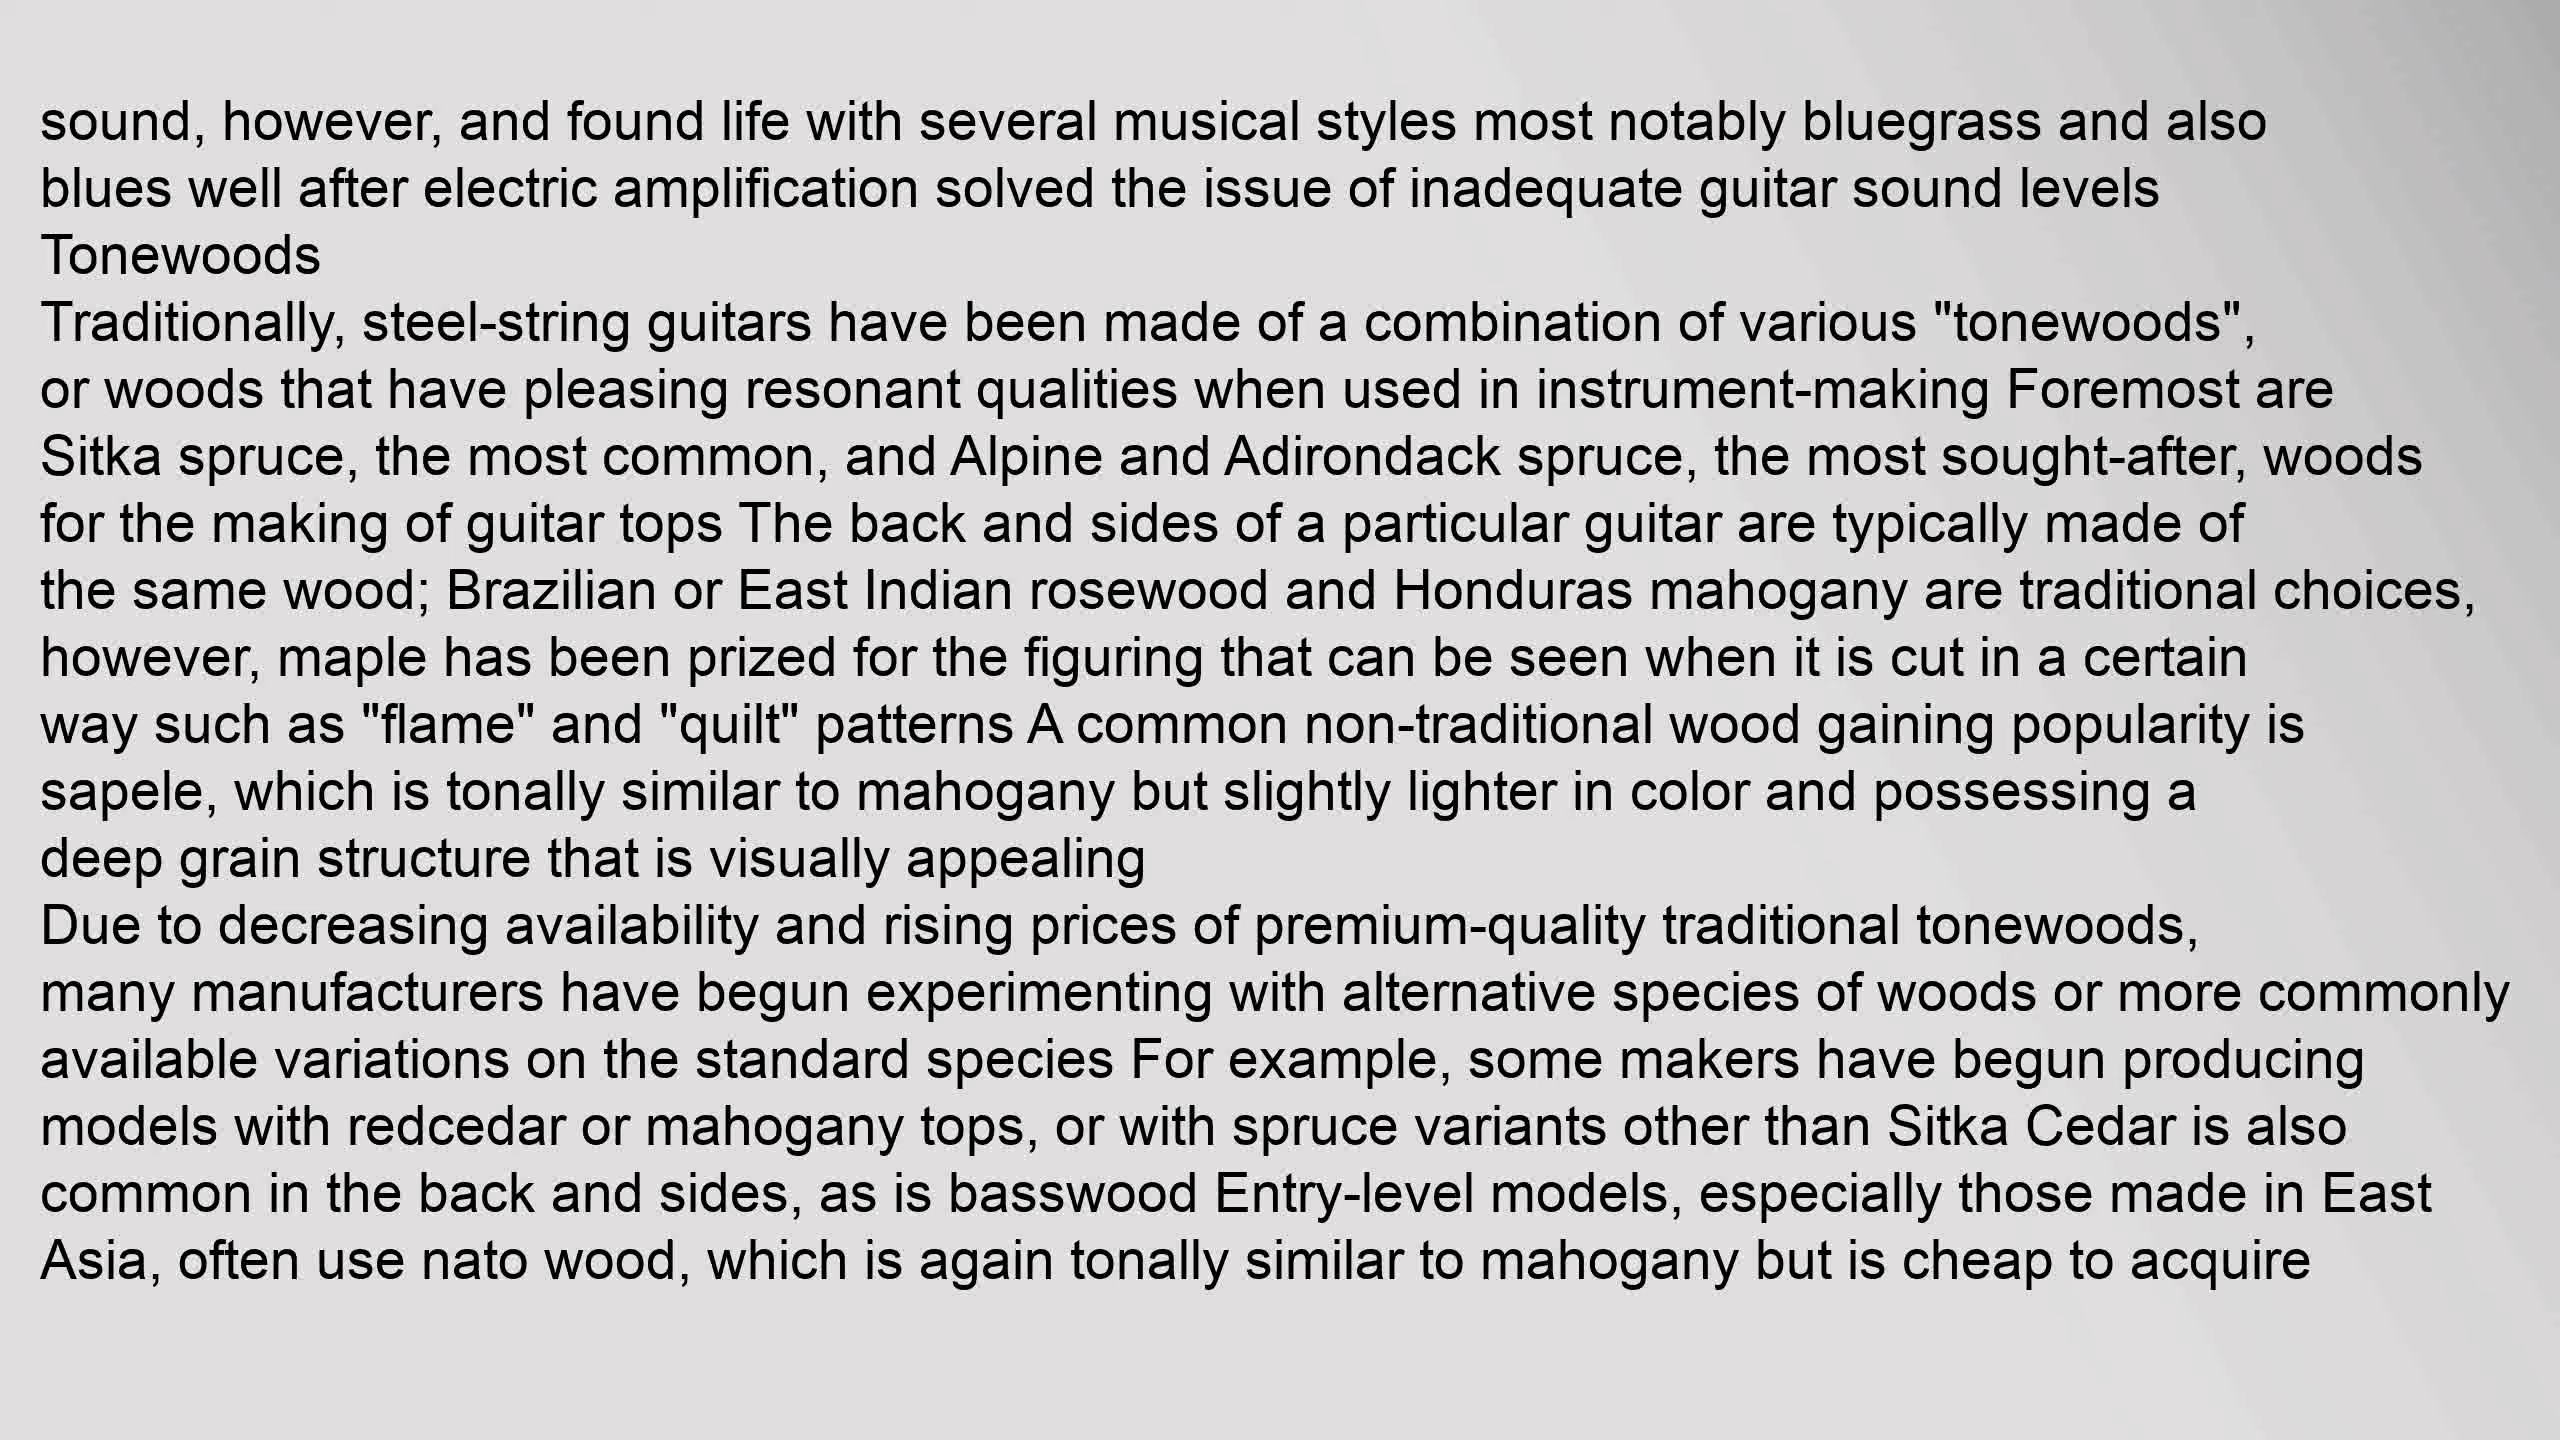 sound, however, and found life with several musical styles most notably bluegrass and also
blues well after electric amplification solved the issue of inadequate guitar sound levels
Tonewoods
Traditionally, steel-string guitars have been made of a combination of various "tonewoods",
or woods that have pleasing resonant qualities when used in instrument-making Foremost are
Sitka spruce, the most common, and Alpine and Adirondack spruce, the most sought-after, woods
for the making of guitar tops The back and sides of a particular guitar are typically made of
the same wood; Brazilian or East Indian rosewood and Honduras mahogany are traditional choices,
however, maple has been prized for the figuring that can be seen when it is cut in a certain
way such as "flame" and "quilt" patterns A common non-traditional wood gaining popularity is
sapele, which is tonally similar to mahogany but slightly lighter in color and possessing a
deep grain structure that is visually appealing
Due to decreasing availability and rising prices of premium-quality traditional tonewoods,
many manufacturers have begun experimenting with alternative species of woods or more commonly
available variations on the standard species For example, some makers have begun producing
models with redcedar or mahogany tops, or with spruce variants other than Sitka Cedar is also
common in the back and sides, as is basswood Entry-level models, especially those made in East
Asia, often use nato wood, which is again tonally similar to mahogany but is cheap to acquire